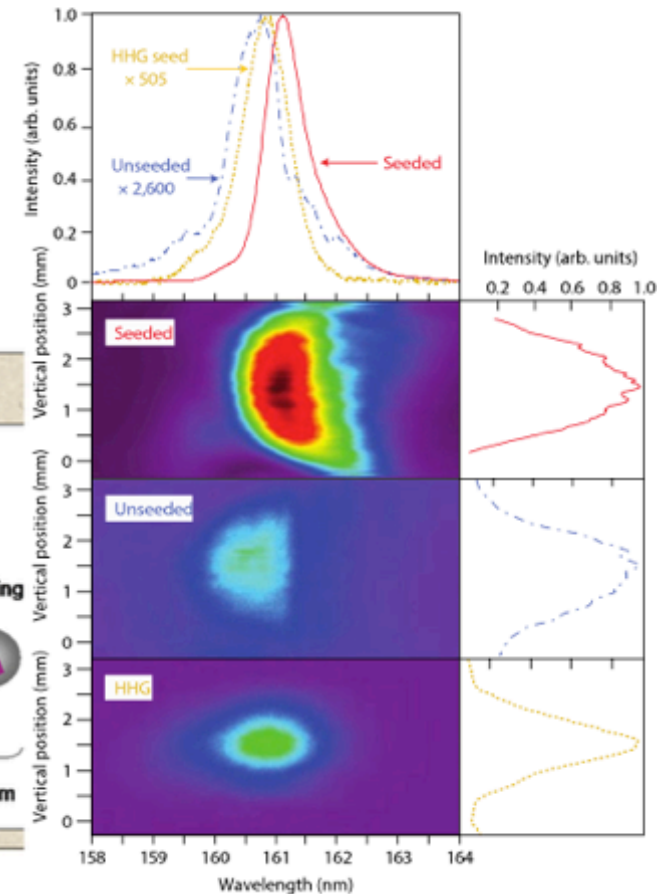 Intensity (arb. units)
1.0
0.8
0.6
0.4
0.2
0
HHG seed
× 505
Unseeded
× 2,600
Seeded
Intensity (arb. units)
0.2 0.4 0.6 0.8 1.0
Vertical position (mm)
3
2
1
0
Seeded
Vertical position (mm)
3
2
1
0
Unseeded
ing
Vertical position (mm)
3
2
1
0
HHG
m
158 159 160 161 162 163 164
Wavelength (nm)